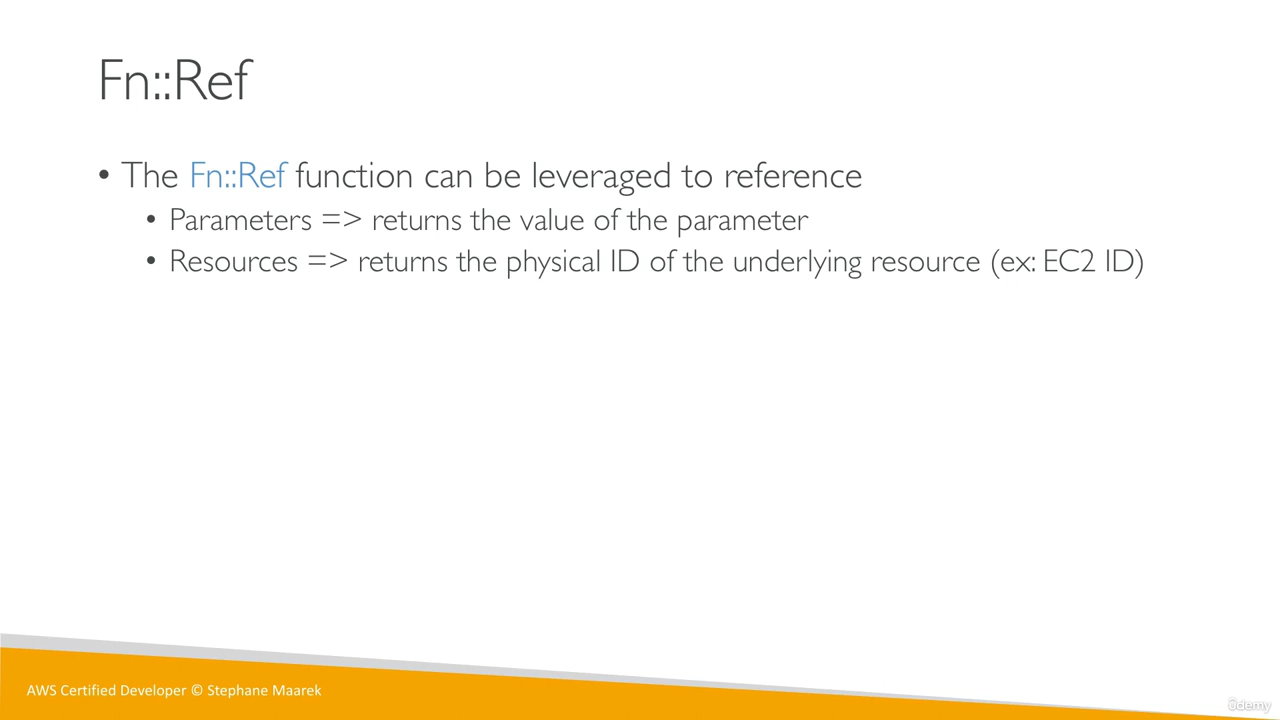 Fn::Ref
• The Fn::Ref function can be leveraged to reference
• Parameters => returns the value of the parameter
• Resources => returns the physical ID of the underlying resource (ex: EC2 ID)
AWS Certified Developer © Stephane Maarek
ûdemy